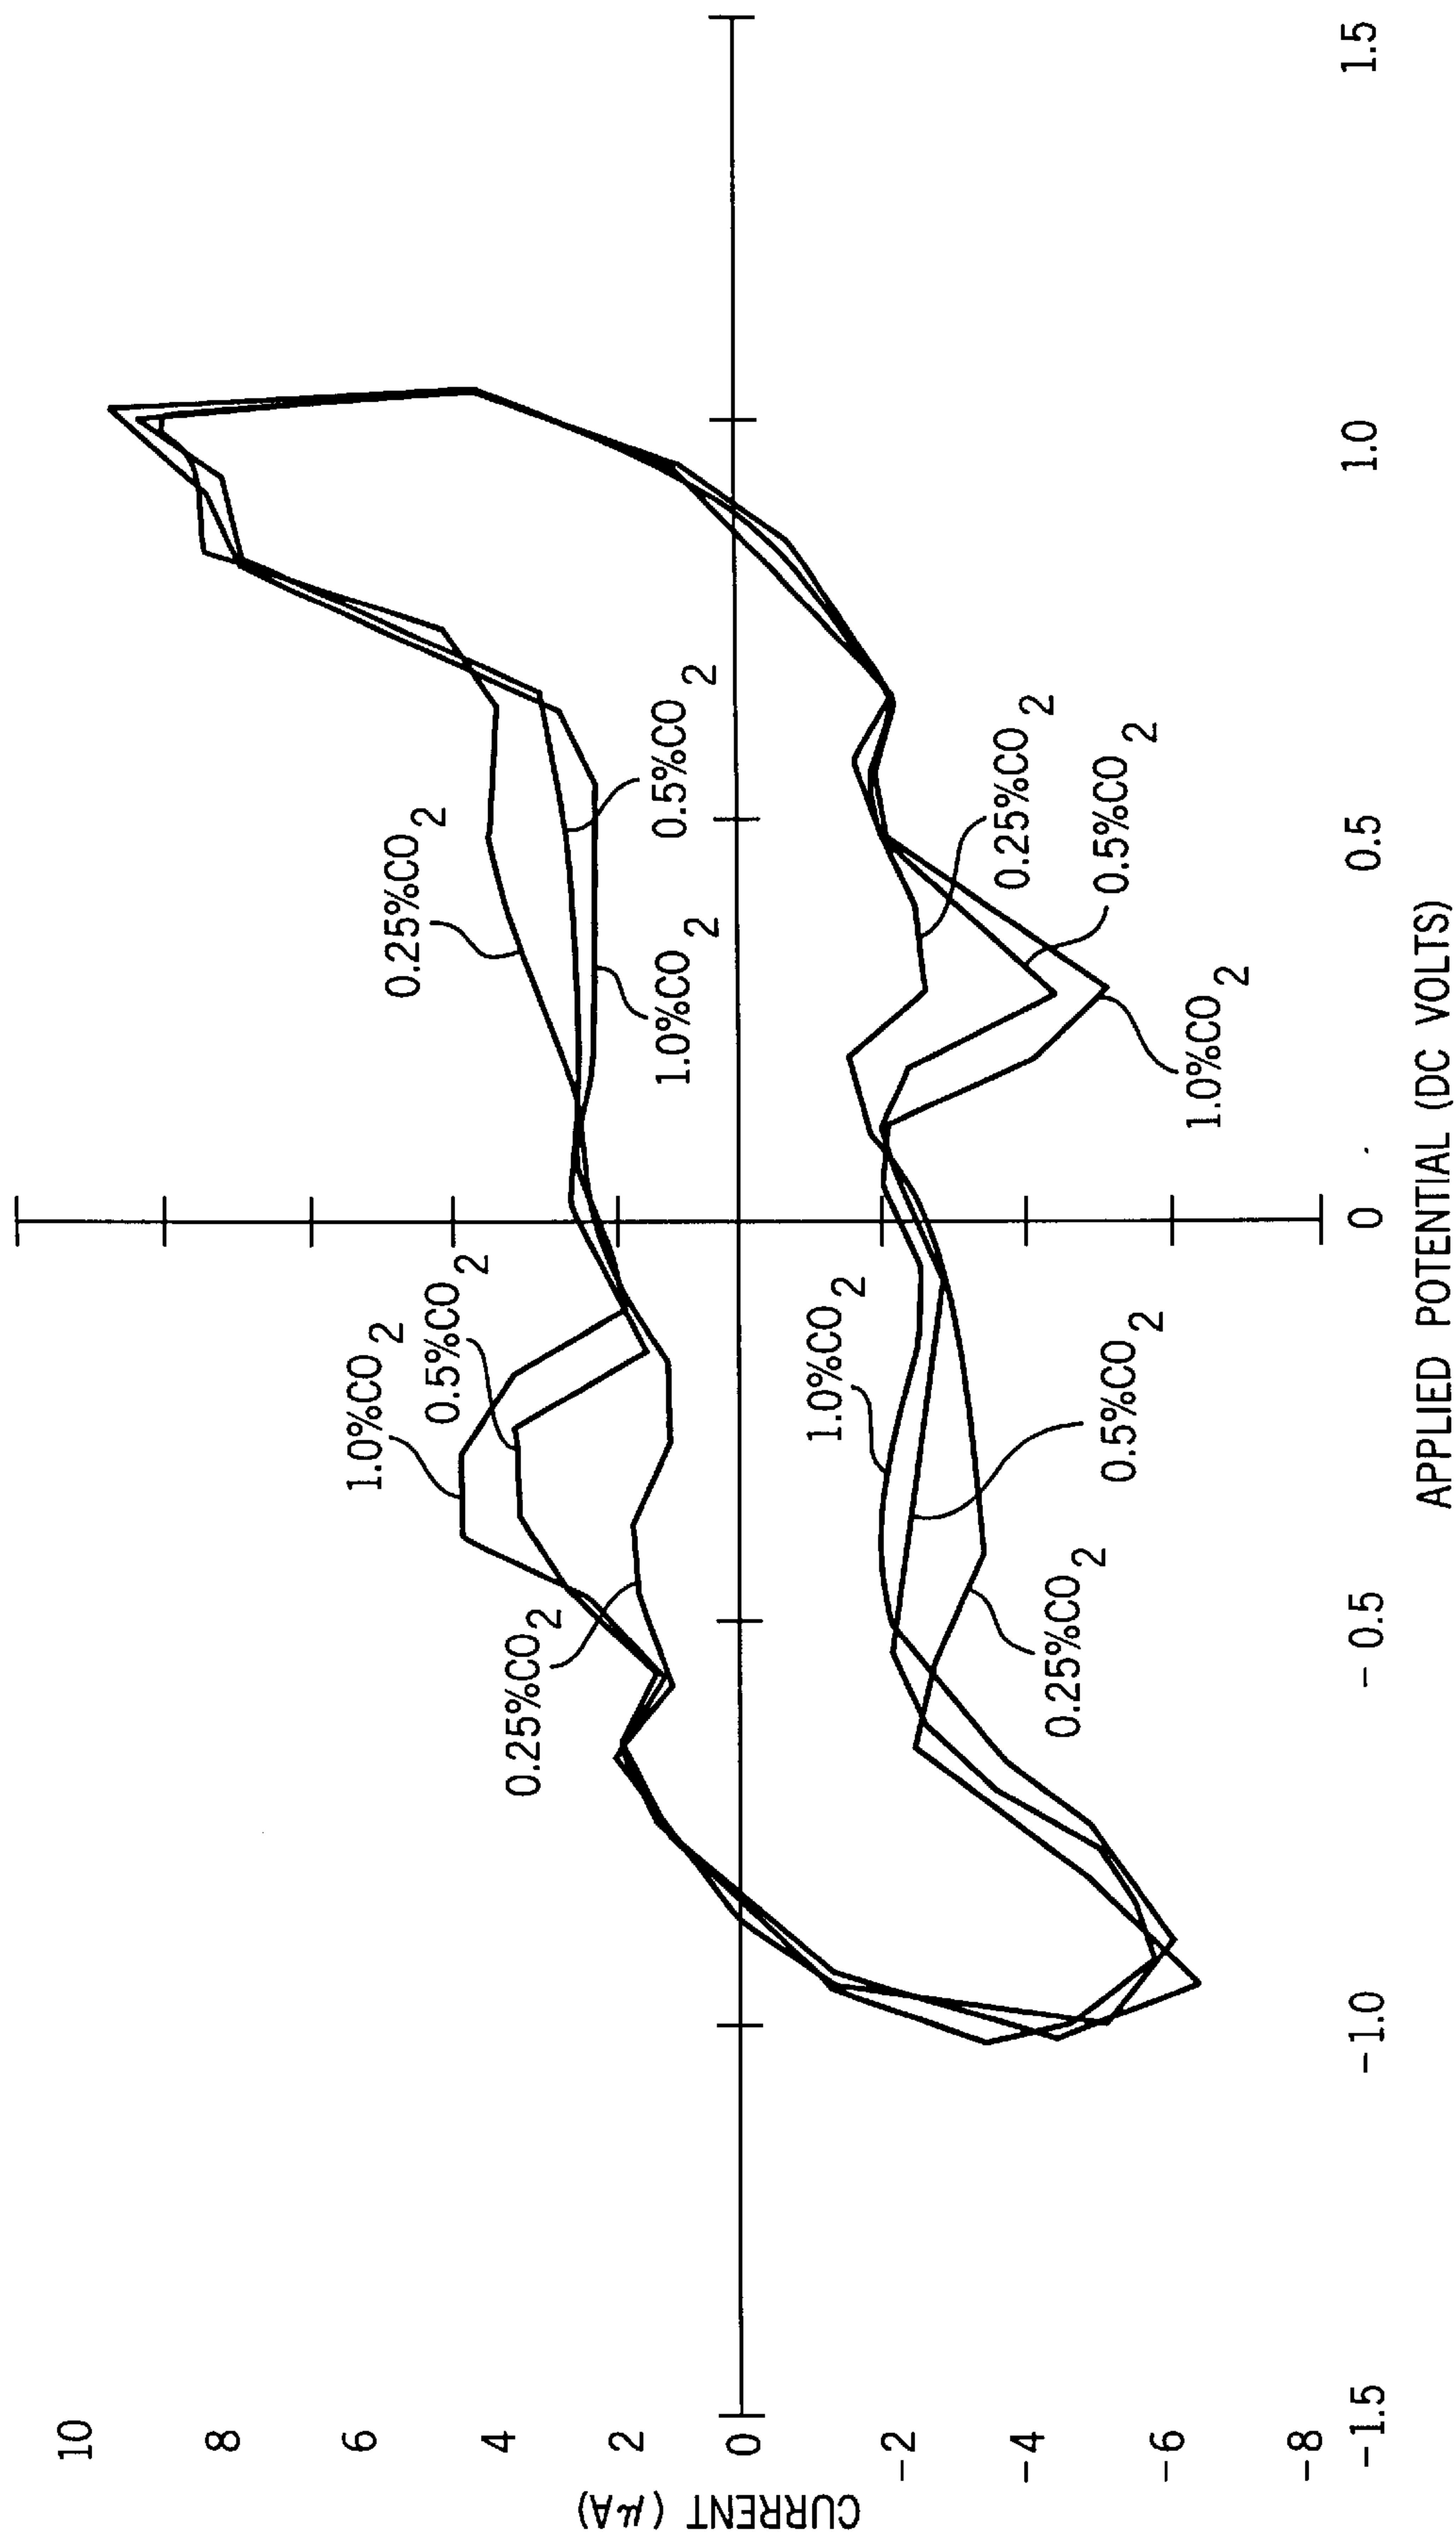 CURRENT (μA)
10
8
6
4
2
0
-2
-4
-6
-8
1.0%CO2
0.5%CO2
0.25%CO2
0.25%CO2
0.5%CO2
1.0%CO2
1.0%CO2
0.5%CO2
0.25%CO2
0.25%CO2
0.5%CO2
1.0%CO2
-1.5
-1.0
-0.5
0
0.5
1.0
1.5
APPLIED POTENTIAL (DC VOLTS)